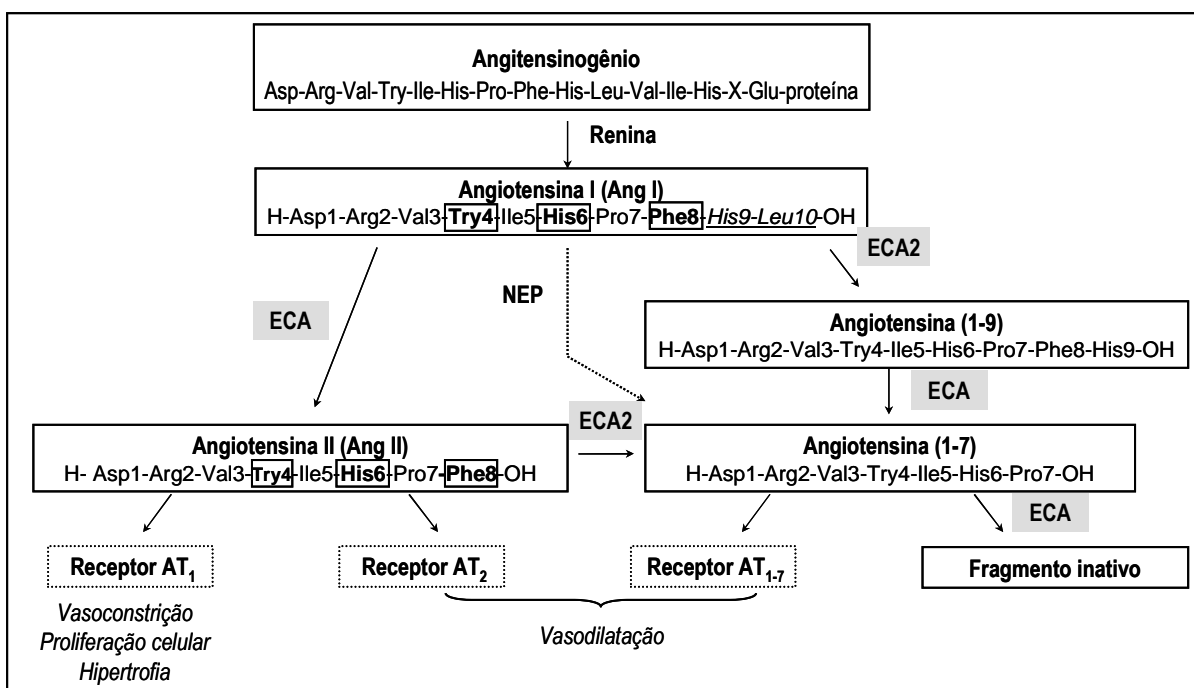 Angitensinogênio
Asp-Arg-Val-Try-Ile-His-Pro-Phe-His-Leu-Val-Ile-His-X-Glu-proteína
Renina
Angiotensina I (Ang I)
H-Asp1-Arg2-Val3-Try4-Ile5-His6-Pro7-Phe8-His9-Leu10-OH
ECA2
NEP
ECA
Angiotensina (1-9)
H-Asp1-Arg2-Val3-Try4-Ile5-His6-Pro7-Phe8-His9-OH
ECA
ECA2
Angiotensina II (Ang II)
H- Asp1-Arg2-Val3-Try4-Ile5-His6-Pro7-Phe8-OH
Angiotensina (1-7)
H-Asp1-Arg2-Val3-Try4-Ile5-His6-Pro7-OH
ECA
Receptor AT1
Receptor AT2
Receptor AT1-7
Fragmento inativo
Vasoconstrição
Proliferação celular
Hipertrofia
Vasodilatação